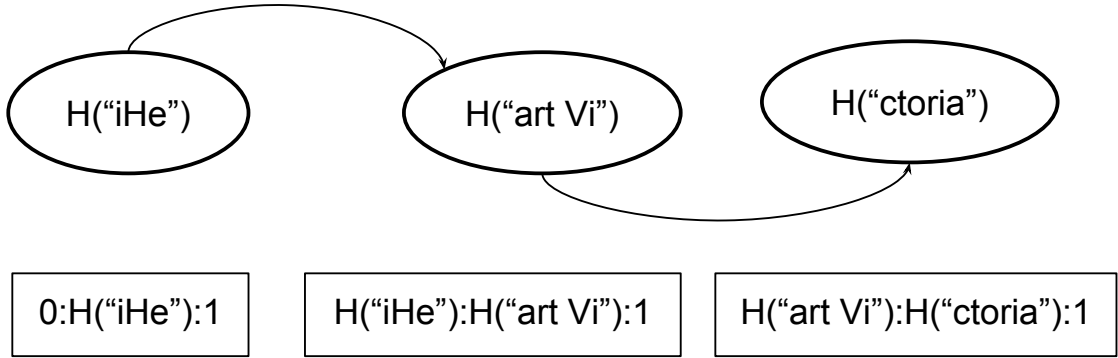 H(“iHe”)
H(“art Vi”)
H(“ctoria”)
0:H(“iHe”):1
H(“iHe”):H(“art Vi”):1
H(“art Vi”):H(“ctoria”):1